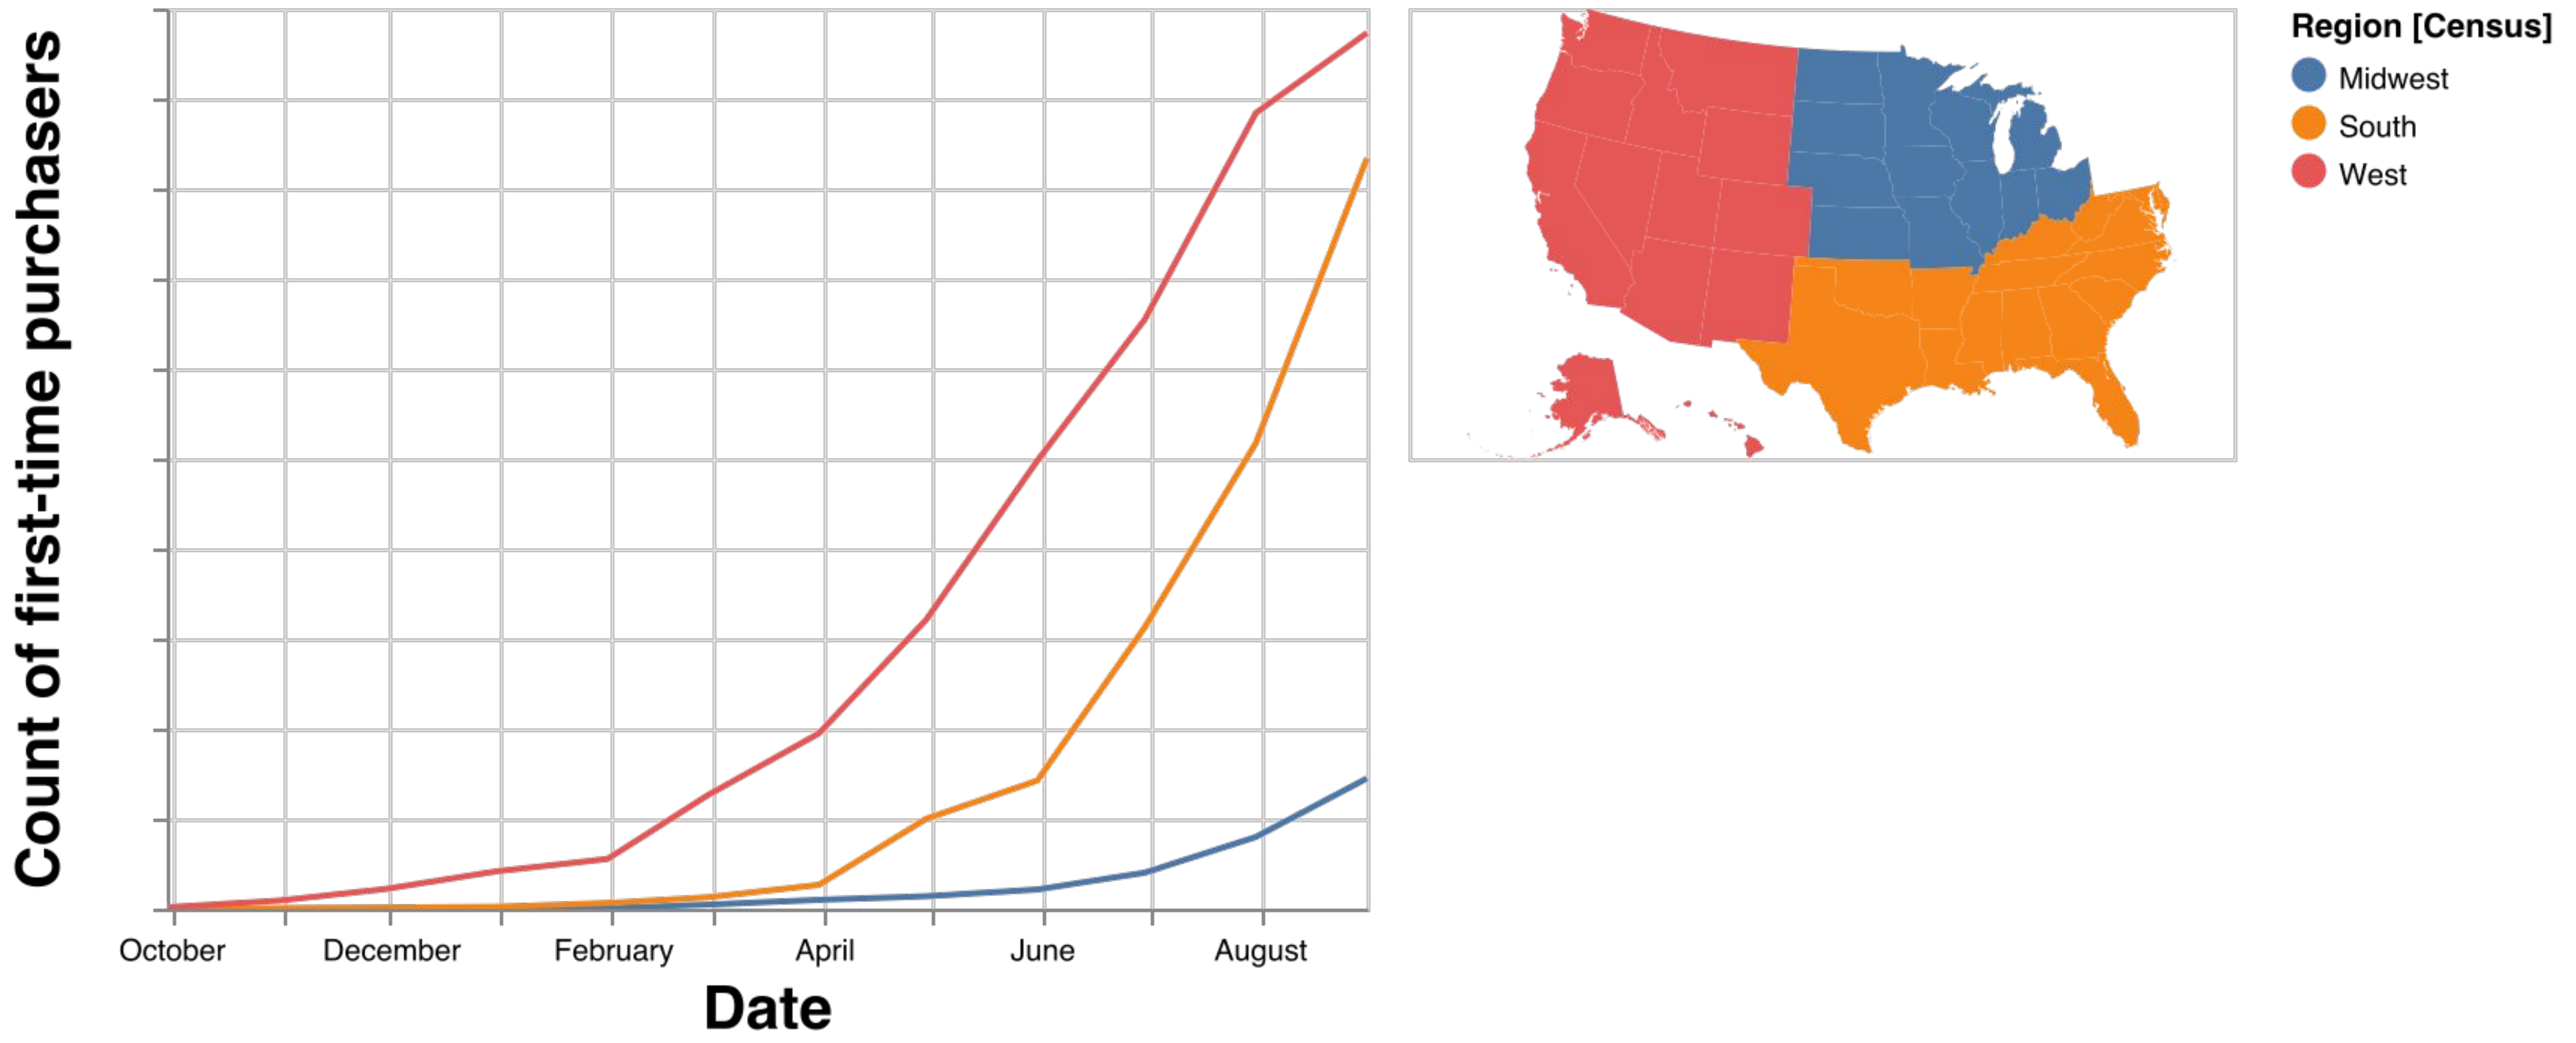 Count of first-time purchasers
October December February April June August
Date
Region [Census]
Midwest
South
West